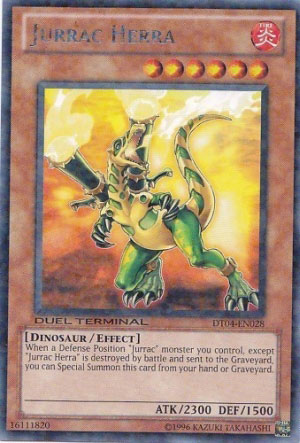 JURRAC HERRA
炎
FIRE
DUEL TERMINAL
DT04-EN028
[DINOSAUR / EFFECT]
When a Defense Position "Jurrac" monster you control, except
"Jurrac Herra" is destroyed by battle and sent to the Graveyard,
you can Special Summon this card from your hand or Graveyard.
ATK/2300 DEF/1500
16111820
©1996 KAZUKI TAKAHASHI